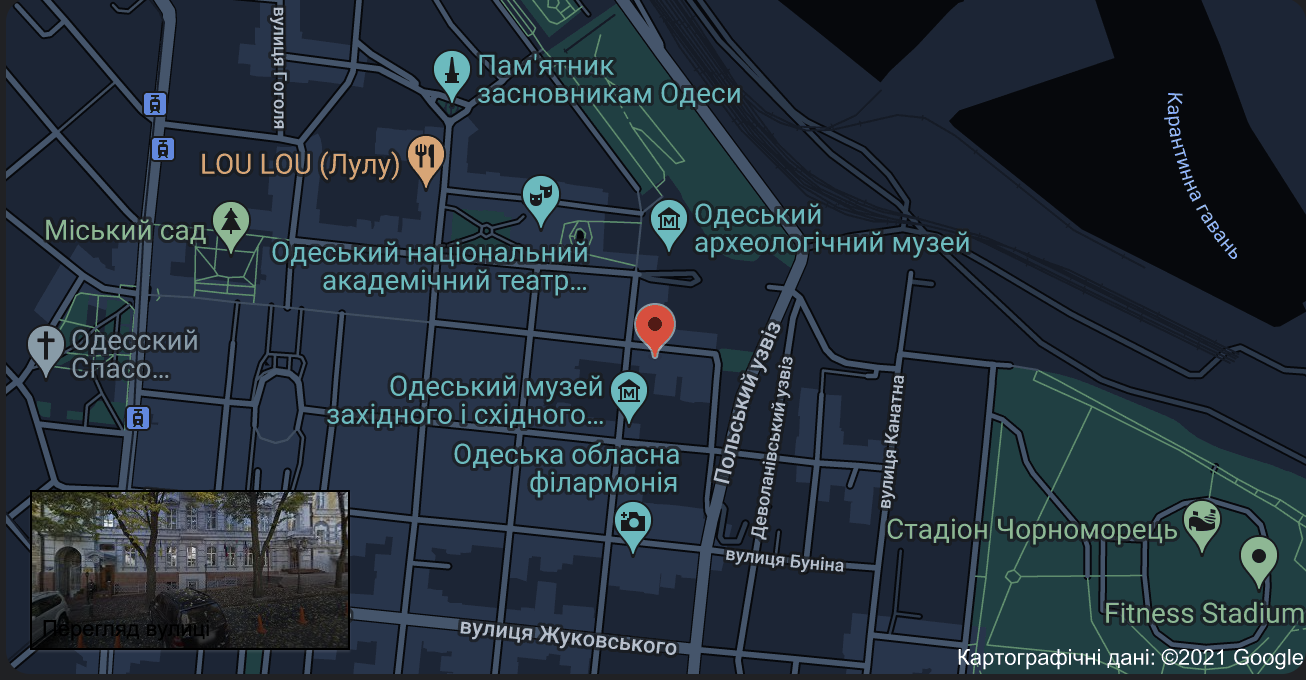 вулиця Гоголя
Пам'ятник
засновникам Одеси
Карантинна гавань
LOU LOU (Лулу)
Міський сад
Одеський
археологічний музей
Одеський національний
академічний театр...
Одесский
Спасо...
Польський узвіз
Деволанівський узвіз
вулиця Канатна
Одеський музей
західного і східного...
Одеська обласна
філармонія
Стадіон Чорноморець
вулиця Буніна
Fitness Stadium
Перегляд вулиці
вулиця Жуковського
Картографічні дані: ©2021 Google